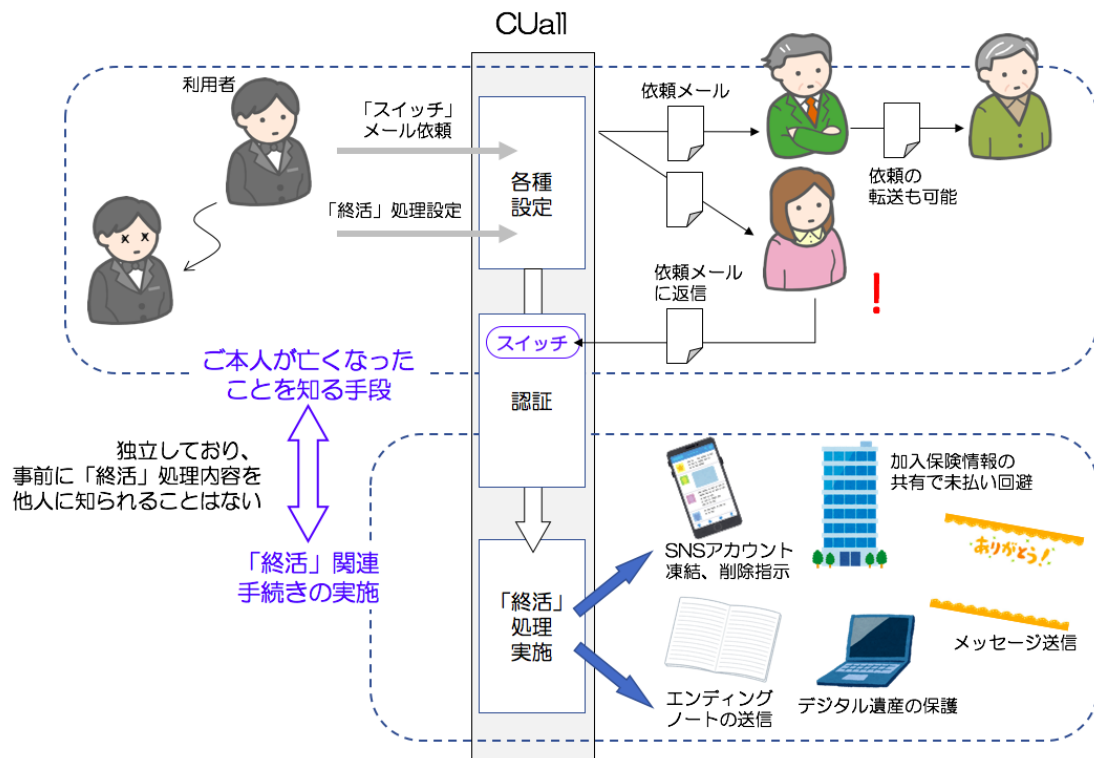 CUall
利用者
「スイッチ」
メール依頼
「終活」処理設定
各種
設定
依頼メール
依頼の
転送も可能
依頼メール
に返信
!
スイッチ
認証
ご本人が亡くなった
ことを知る手段
独立しており、
事前に「終活」処理内容を
他人に知られることはない
「終活」関連
手続きの実施
「終活」
処理
実施
SNSアカウント
凍結、削除指示
加入保険情報の
共有で未払い回避
ありがとう!
メッセージ送信
エンディング
ノートの送信
デジタル遺産の保護